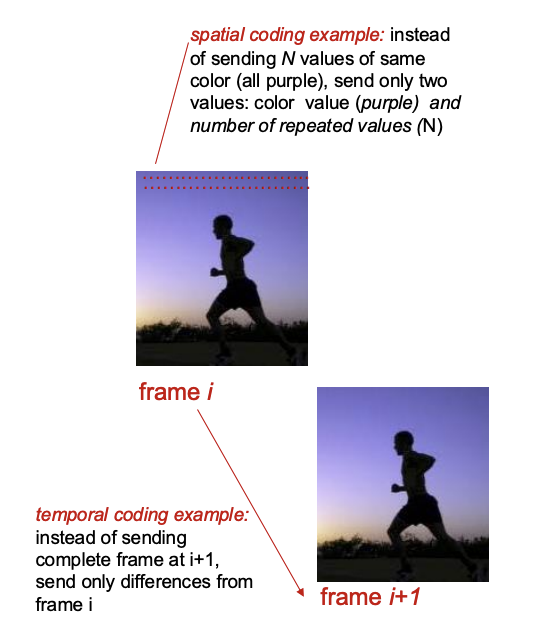 spatial coding example: instead
of sending N values of same
color (all purple), send only two
values: color value (purple) and
number of repeated values (N)
frame i
temporal coding example:
instead of sending
complete frame at i+1,
send only differences from
frame i
frame i+1